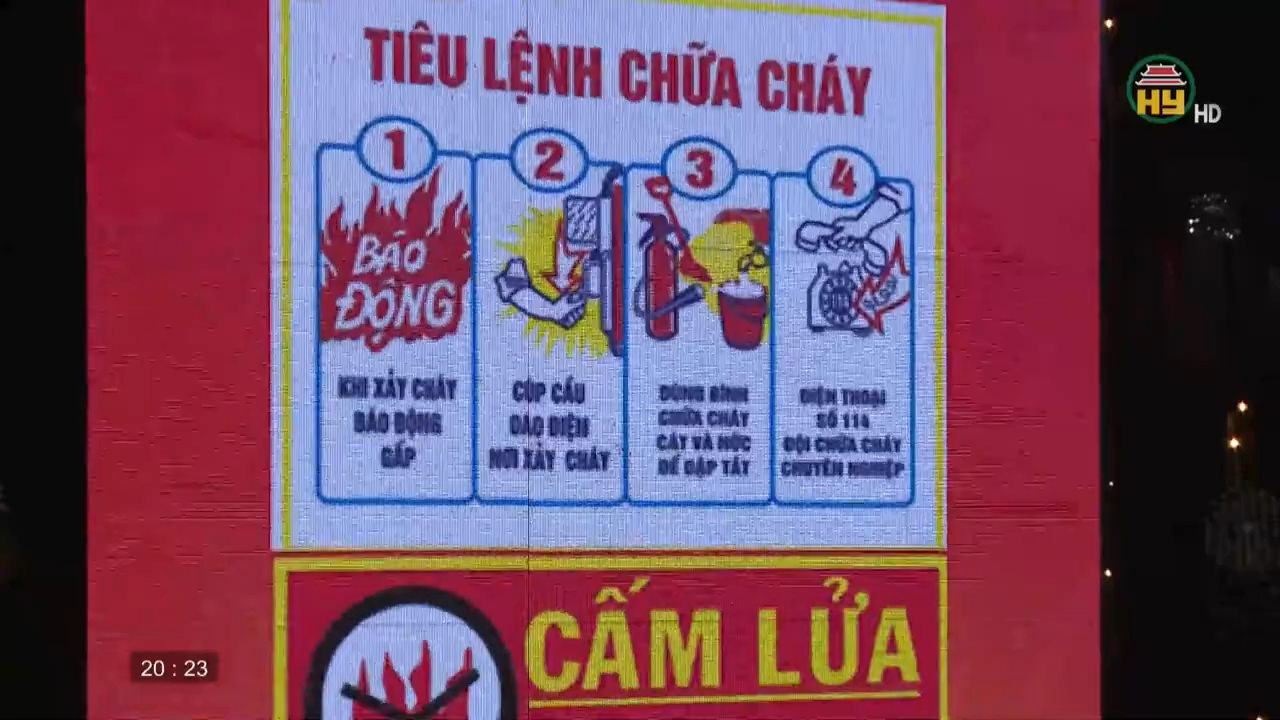 TIÊU LỆNH CHỮA CHÁY
HY HD
1
2
3
4
BÁO
ĐỘNG
KHI XẢY CHÁY
BÁO ĐỘNG
GẤP
CÚP CẦU
DAO ĐIỆN
NƠI XẢY CHÁY
DÙNG BÌNH
CHỮA CHÁY
CÁT VÀ NƯỚC
ĐỂ DẬP TẮT
ĐIỆN THOẠI
SỐ 114
ĐỘI CHỮA CHÁY
CHUYÊN NGHIỆP
CẤM LỬA
20 : 23